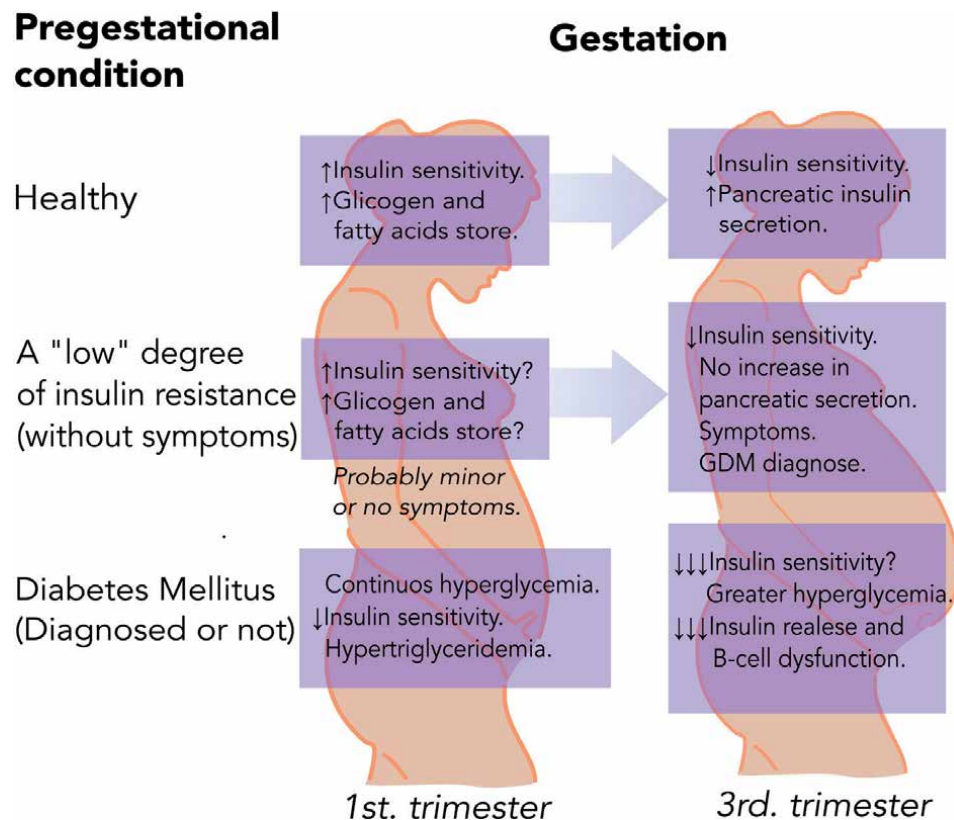 Pregestational
condition
Gestation
Healthy
↑Insulin sensitivity.
↑Glicogen and
fatty acids store.
↓Insulin sensitivity.
↑Pancreatic insulin
secretion.
A "low" degree
of insulin resistance
(without symptoms)
↑Insulin sensitivity?
↑Glicogen and
fatty acids store?
Probably minor
or no symptoms.
↓Insulin sensitivity.
No increase in
pancreatic secretion.
Symptoms.
GDM diagnose.
Diabetes Mellitus
(Diagnosed or not)
Continuos hyperglycemia.
↓Insulin sensitivity.
Hypertriglyceridemia.
↓↓↓Insulin sensitivity?
Greater hyperglycemia.
↓↓↓Insulin realese and
B-cell dysfunction.
1st. trimester
3rd. trimester